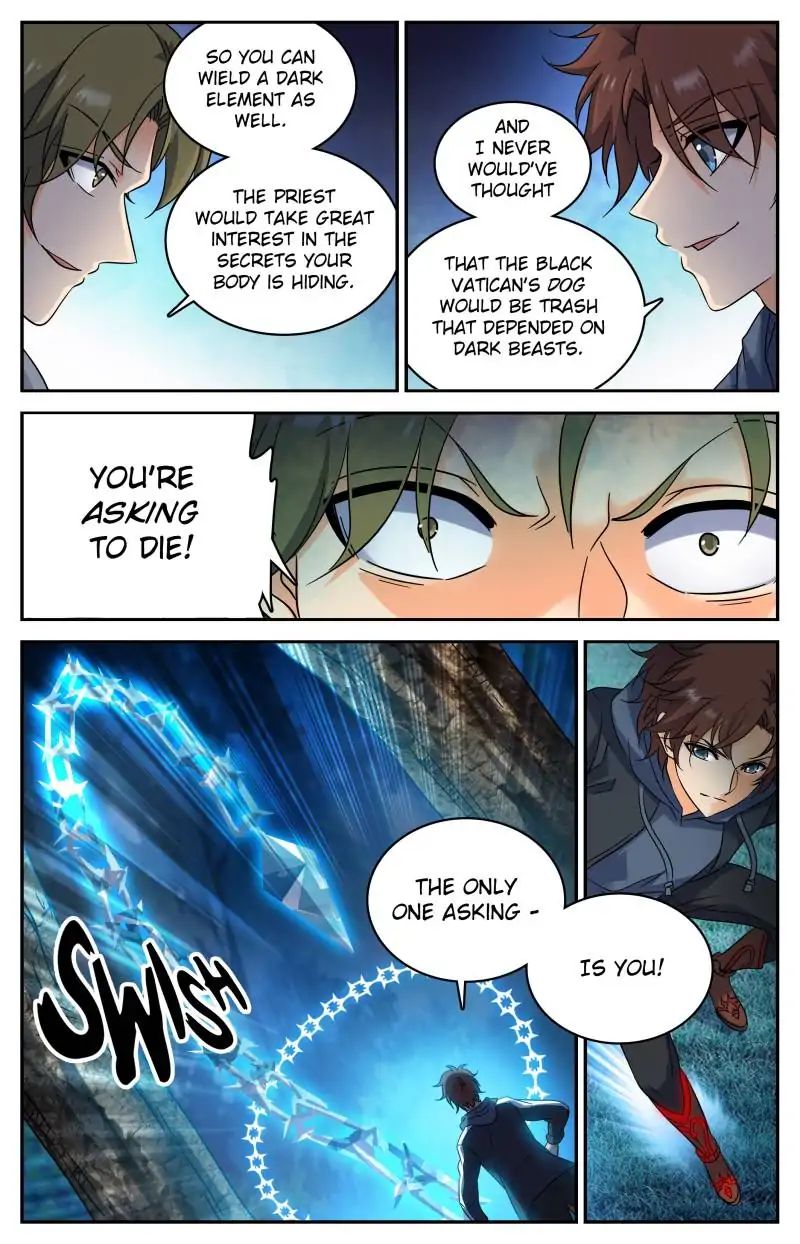 SO YOU CAN
WIELD A DARK
ELEMENT AS
WELL.
THE PRIEST
WOULD TAKE GREAT
INTEREST IN THE
SECRETS YOUR
BODY IS HIDING.
AND
I NEVER
WOULD'VE
THOUGHT
THAT THE BLACK
VATICAN'S DOG
WOULD BE TRASH
THAT DEPENDED ON
DARK BEASTS.
YOU'RE
ASKING
TO DIE!
SWISH
THE ONLY
ONE ASKING -
IS YOU!